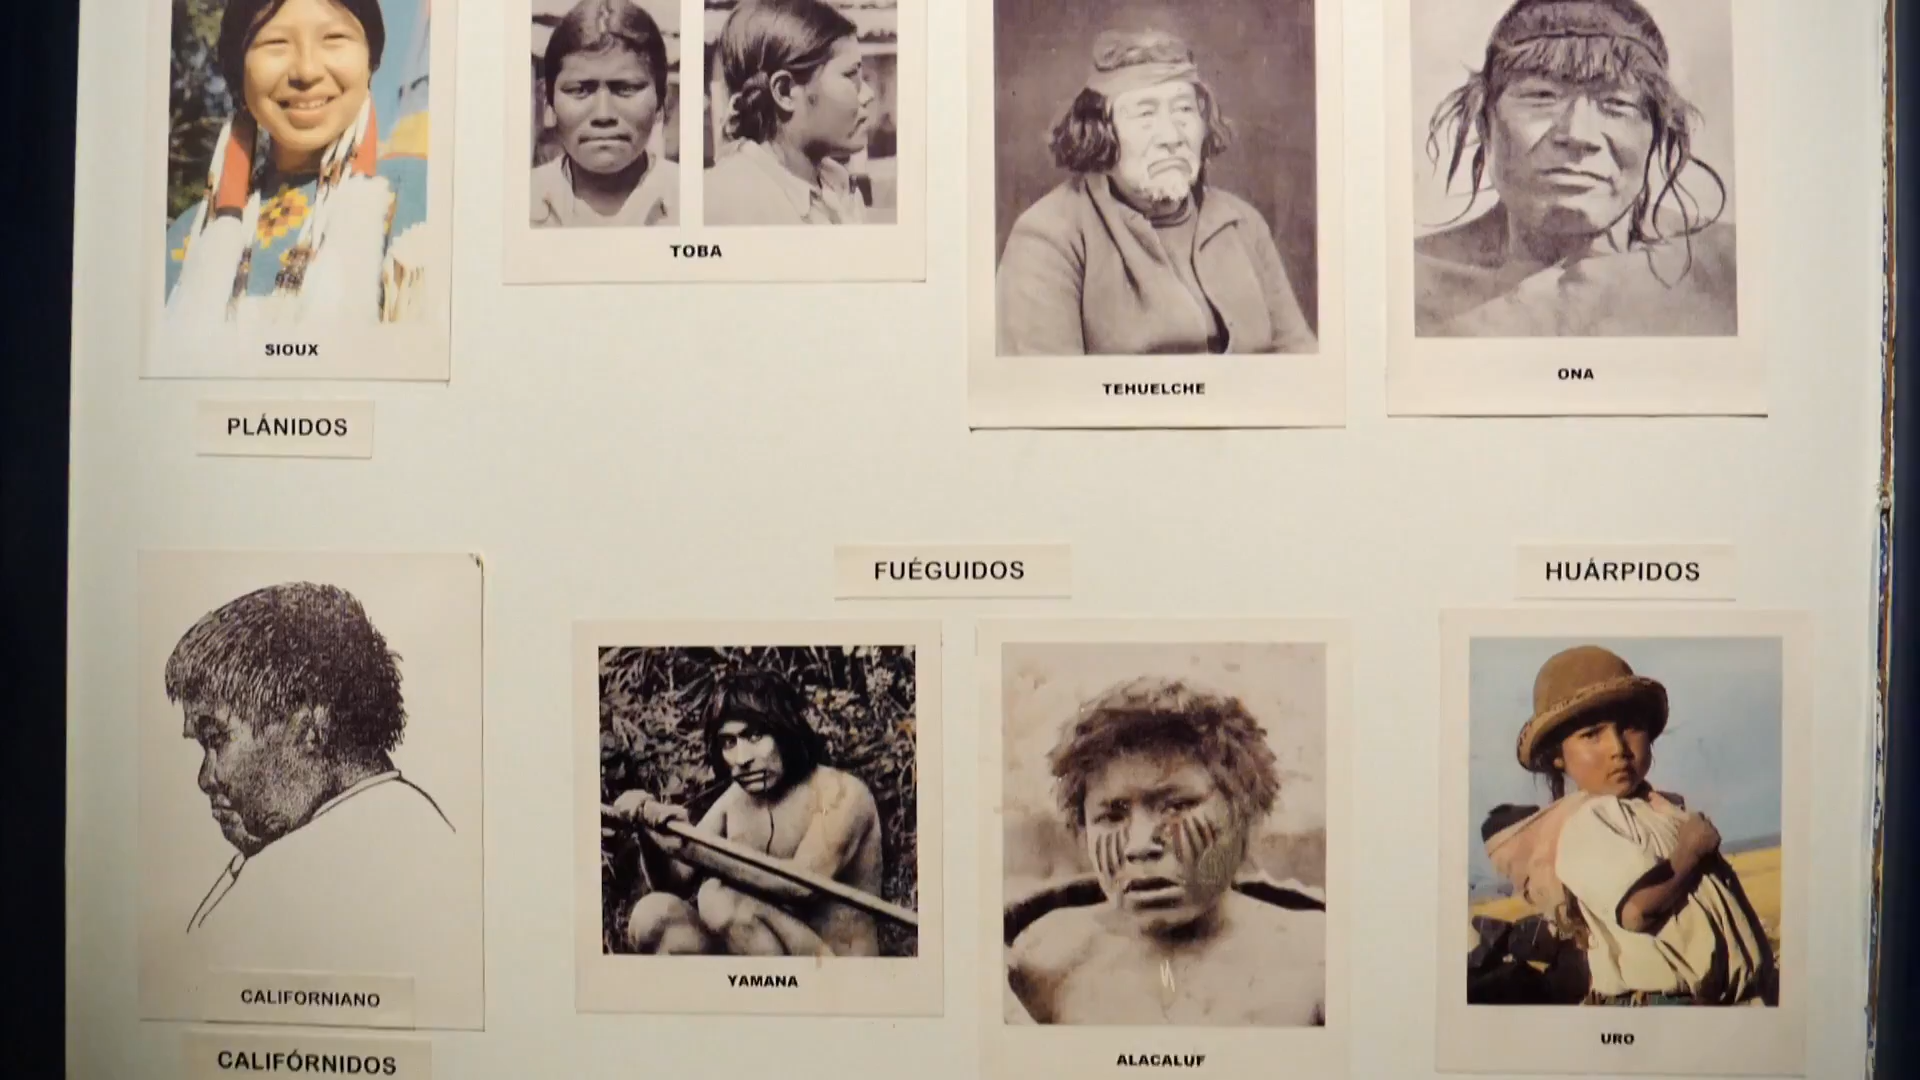 SIOUX
TOBA
TEHUELCHE
ONA
PLÁNIDOS
FUÉGUIDOS
HUÁRPIDOS
CALIFORNIANO
YAMANA
ALACALUF
URO
CALIFÓRNIDOS